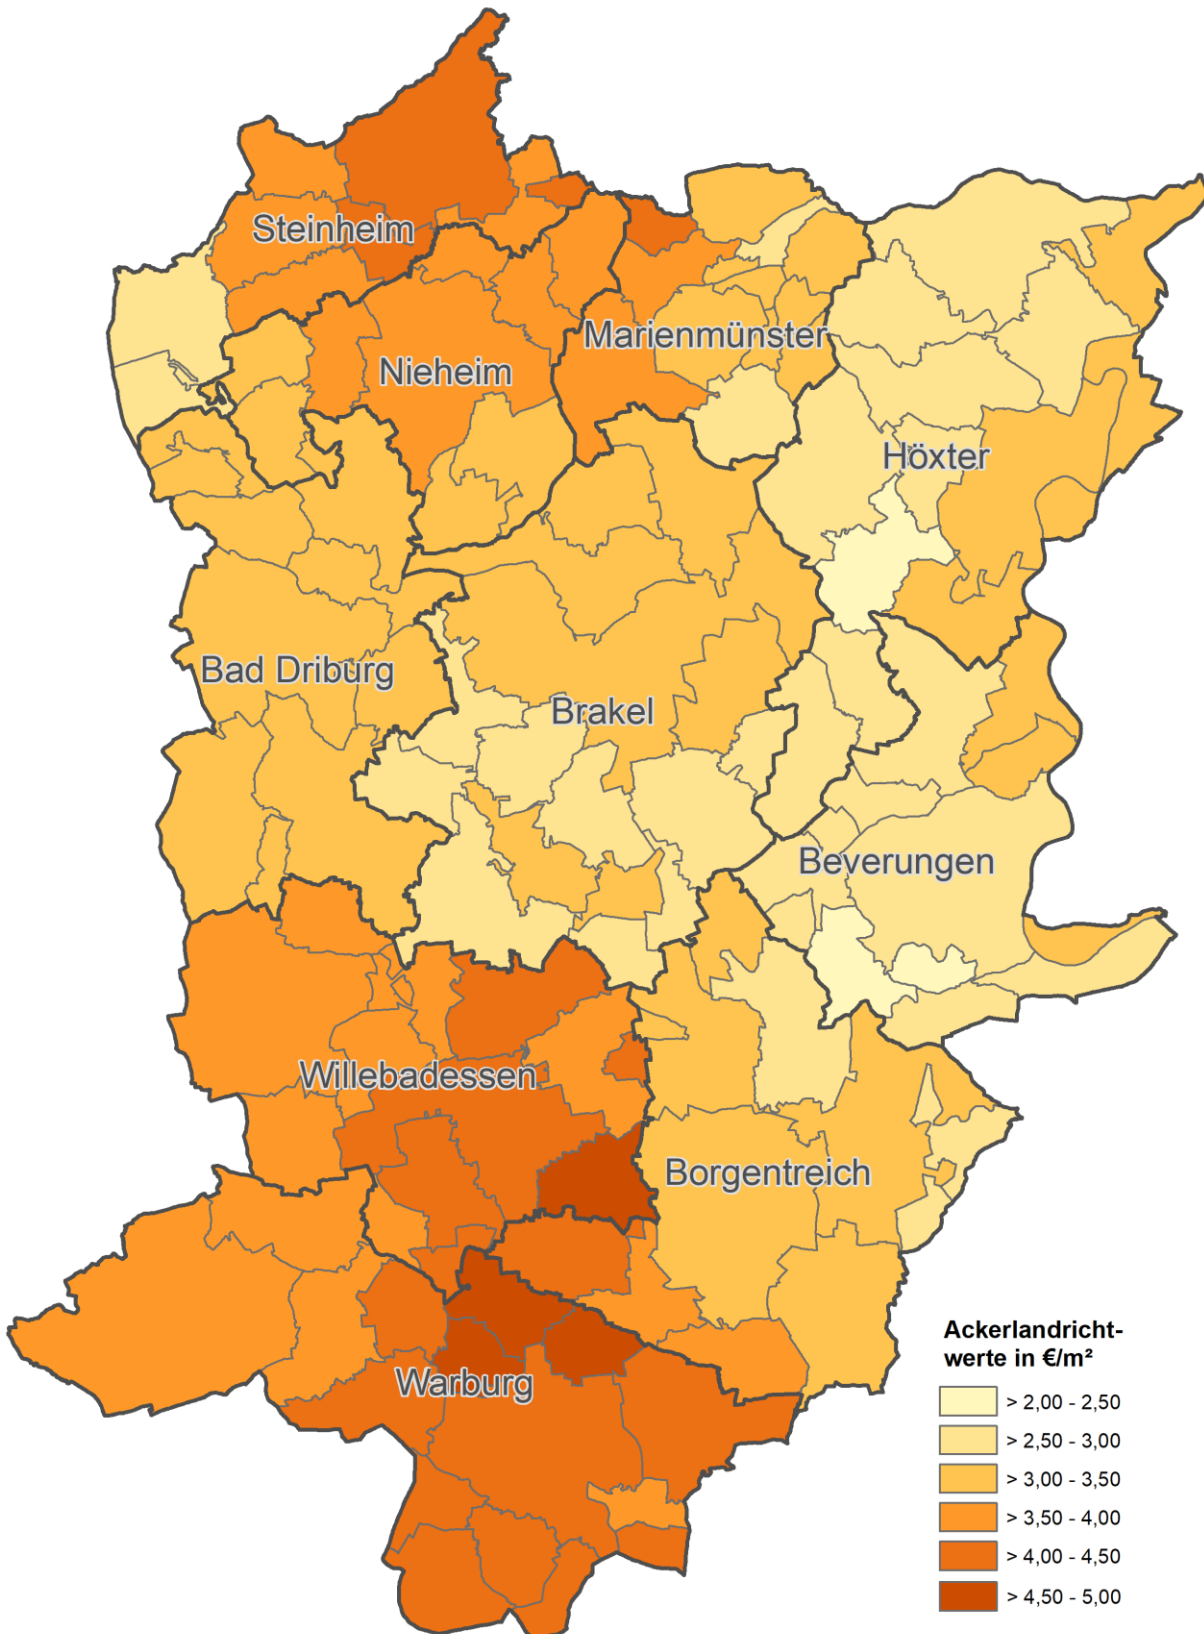 Steinheim
Marienmünster
Nieheim
Höxter
Bad Driburg
Brakel
Beverungen
Willebadessen
Borgentreich
Warburg
Ackerlandricht-
werte in €/m²
> 2,00 - 2,50
> 2,50 - 3,00
> 3,00 - 3,50
> 3,50 - 4,00
> 4,00 - 4,50
> 4,50 - 5,00